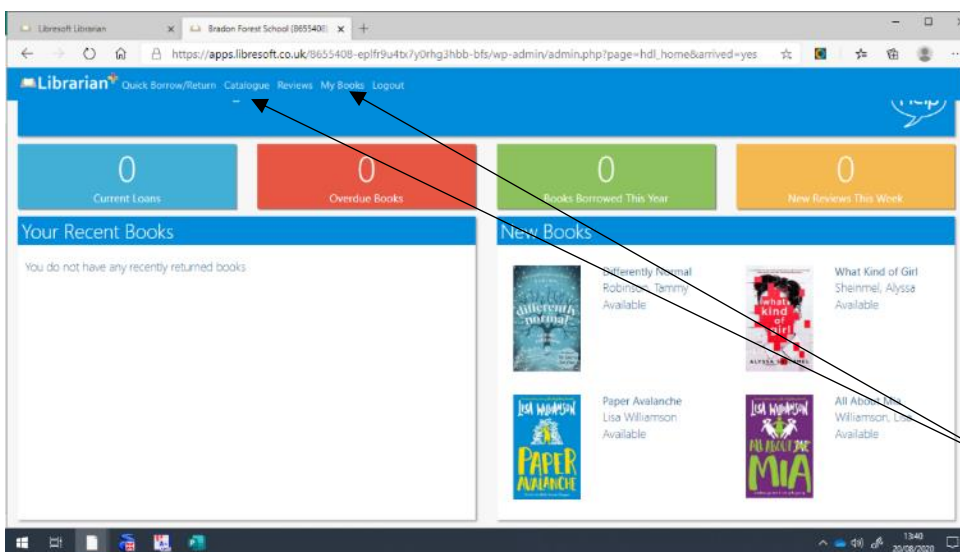 Libresoft Librarian
Bradon Forest School (8655408)
https://apps.libresoft.co.uk/8655408-eplfr9u4tx7y0rhg3hbb-bfs/wp-admin/admin.php?page=hdl_home&arrived=yes
Librarian Quick Borrow/Return Catalogue Reviews My Books Logout
Help
0
Current Loans
0
Overdue Books
0
Books Borrowed This Year
0
New Reviews This Week
Your Recent Books
You do not have any recently returned books
New Books
differently normal
Differently Normal
Robinson, Tammy
Available
what kind of girl
What Kind of Girl
Sheinmel, Alyssa
Available
LISA WILLIAMSON
PAPER
AVALANCHE
Paper Avalanche
Lisa Williamson
Available
LISA WILLIAMSON
ALL ABOUT
MIA
All About Mia
Williamson, Lisa
Available
13:40
20/08/2020